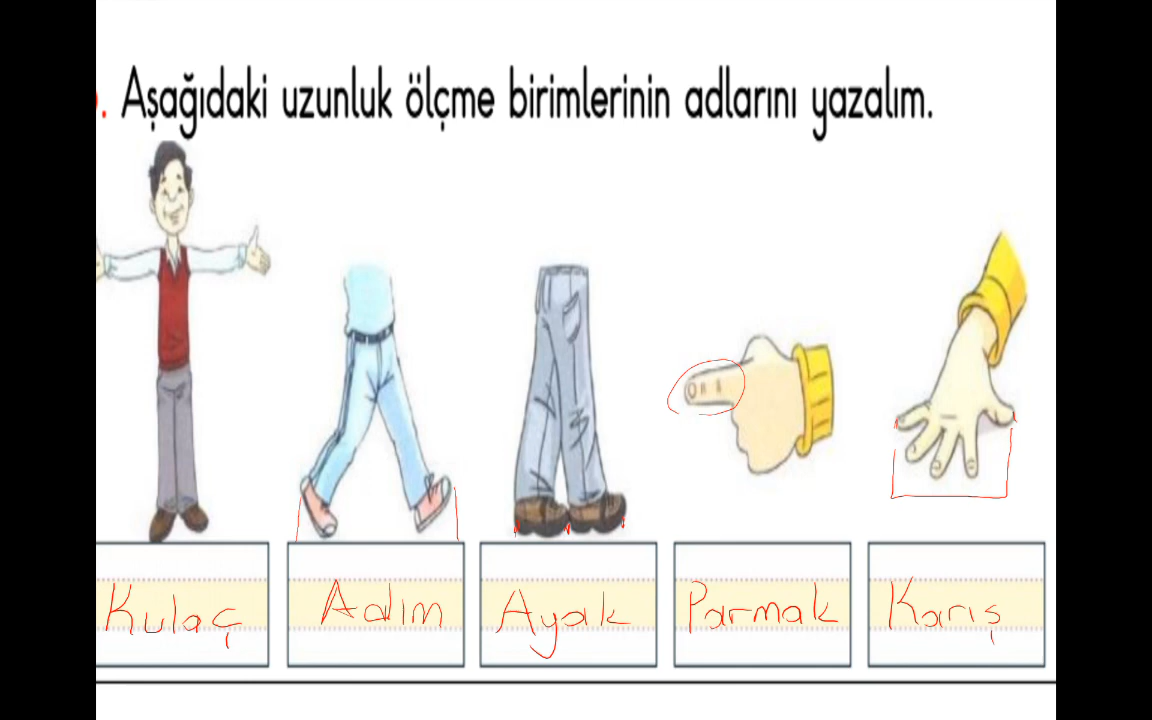 . Aşağıdaki uzunluk ölçme birimlerinin adlarını yazalım.
Kulaç Adım Ayak Parmak Karış